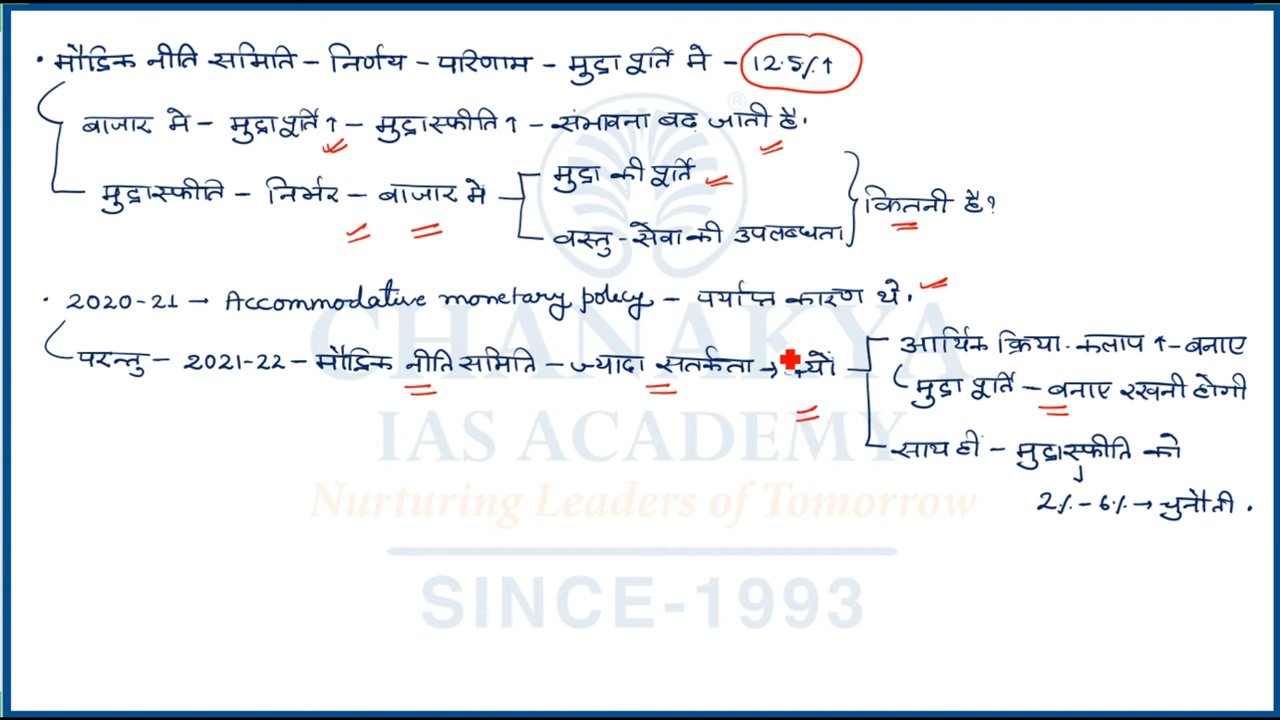 • मौद्रिक नीति समिति - निर्णय - परिणाम - मुद्रा पूर्ति मे - 12.5%↑
बाजार मे - मुद्रा पूर्ति↑ - मुद्रास्फीति↑ - संभावना बढ़ जाती है.
मुद्रा की पूर्ति
मुद्रास्फीति - निर्भर - बाजार मे
कितनी है?
वस्तु - सेवा की उपलब्धता
• 2020-21 → Accommodative monetary policy - पर्याप्त कारण थे.
आर्थिक क्रिया-कलाप ↑ - बनाए
परन्तु - 2021-22 - मौद्रिक नीति समिति - ज्यादा सतर्कता → क्यों
मुद्रा पूर्ति - बनाए रखनी होगी
साथ ही - मुद्रास्फीति को
2% - 6% → चुनौती.
®
CHANAKYA
IAS ACADEMY
Nurturing Leaders of Tomorrow
SINCE-1993